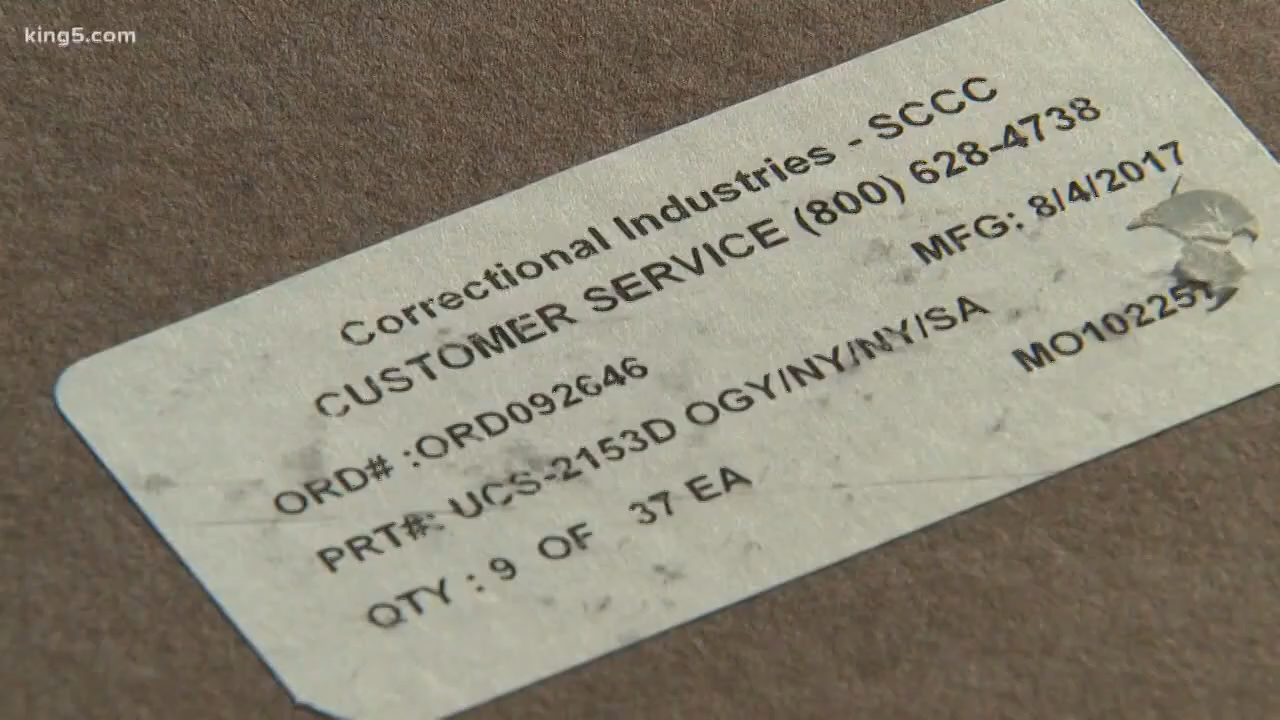 king5.com
Correctional Industries - SCCC
CUSTOMER SERVICE (800) 628-4738
MFG: 8/4/2017
ORD# :ORD092646
PRT#: UCS-2153D OGY/NY/NY/SA
MO102257
QTY : 9 OF 37 EA